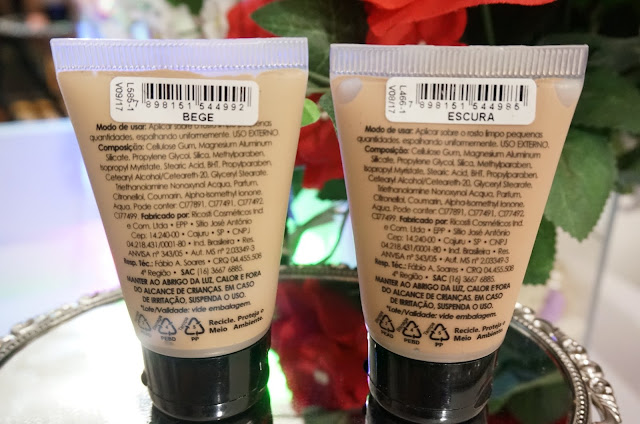 L585-1
V09/17
898151 544992
BEGE
Modo de usar: Aplicar sobre o rosto limpo pequenas
quantidades, espalhando uniformemente. USO EXTERNO.
Composição: Cellulose Gum, Magnesium Aluminum
Silicate, Propylene Glycol, Silica, Methylparaben,
Isopropyl Myristate, Stearic Acid, BHT, Propylparaben,
Cetearyl Alcohol/Ceteareth-20, Glyceryl Stearate,
Triethanolamine Nonoxynol Acqua, Parfum,
Citronellol, Coumarin, Alpha-Isomethyl Ionone,
Aqua. Pode conter: CI77891, CI77491, CI77492,
CI77499. Fabricado por: Ricosti Cosméticos Ind.
e Com. Ltda • EPP • Sítio José Antônio
Cep: 14.240-00 • Cajuru • SP • CNPJ
04.218.431/0001-80 • Ind. Brasileira • Res.
ANVISA nº 343/05 • Aut. MS nº 2.03349-3
Resp. Téc.: Fábio A. Soares • CRQ 04.455.508
4ª Região • SAC (16) 3667 6885.
MANTER AO ABRIGO DA LUZ, CALOR E FORA
DO ALCANCE DE CRIANÇAS. EM CASO
DE IRRITAÇÃO, SUSPENDA O USO.
Lote/Validade: vide embalagem.
PEBD
PP
Recicle. Proteja o
Meio Ambiente.
L466-1
V08/17
898151 544985
ESCURA
Modo de usar: Aplicar sobre o rosto limpo pequenas
quantidades, espalhando uniformemente. USO EXTERNO.
Composição: Cellulose Gum, Magnesium Aluminum
Silicate, Propylene Glycol, Silica, Methylparaben,
Isopropyl Myristate, Stearic Acid, BHT, Propylparaben,
Cetearyl Alcohol/Ceteareth-20, Glyceryl Stearate,
Triethanolamine Nonoxynol Acqua, Parfum,
Citronellol, Coumarin, Alpha-Isomethyl Ionone,
Aqua. Pode conter: CI77891, CI77491, CI77492,
CI77499. Fabricado por: Ricosti Cosméticos Ind.
e Com. Ltda • EPP • Sítio José Antônio
Cep: 14.240-00 • Cajuru • SP • CNPJ
04.218.431/0001-80 • Ind. Brasileira • Res.
ANVISA nº 343/05 • Aut. MS nº 2.03349-3
Resp. Téc.: Fábio A. Soares • CRQ 04.455.508
4ª Região • SAC (16) 3667 6885.
MANTER AO ABRIGO DA LUZ, CALOR E FORA
DO ALCANCE DE CRIANÇAS. EM CASO
DE IRRITAÇÃO, SUSPENDA O USO.
Lote/Validade: vide embalagem.
PEBD
PP
Recicle. Proteja o
Meio Ambiente.